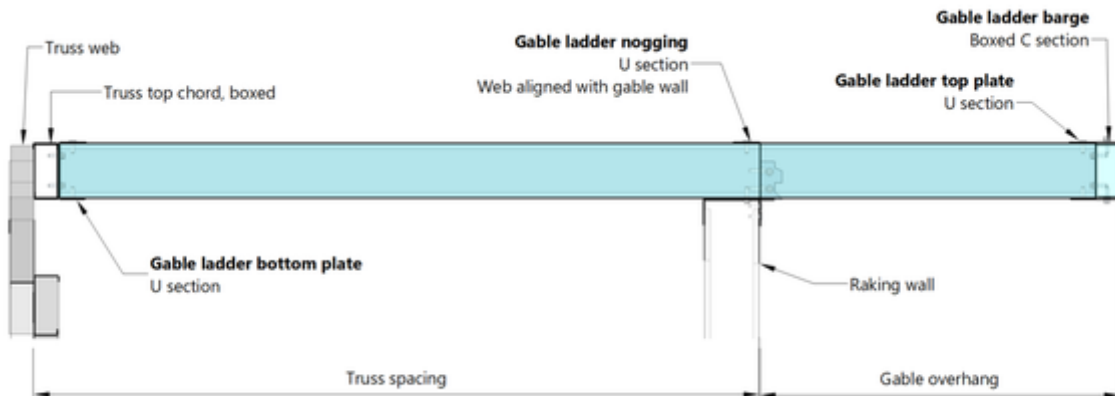 Gable ladder barge
Boxed C section
Truss web
Gable ladder nogging
U section
Web aligned with gable wall
Gable ladder top plate
U section
Truss top chord, boxed
Gable ladder bottom plate
U section
Raking wall
Truss spacing
Gable overhang